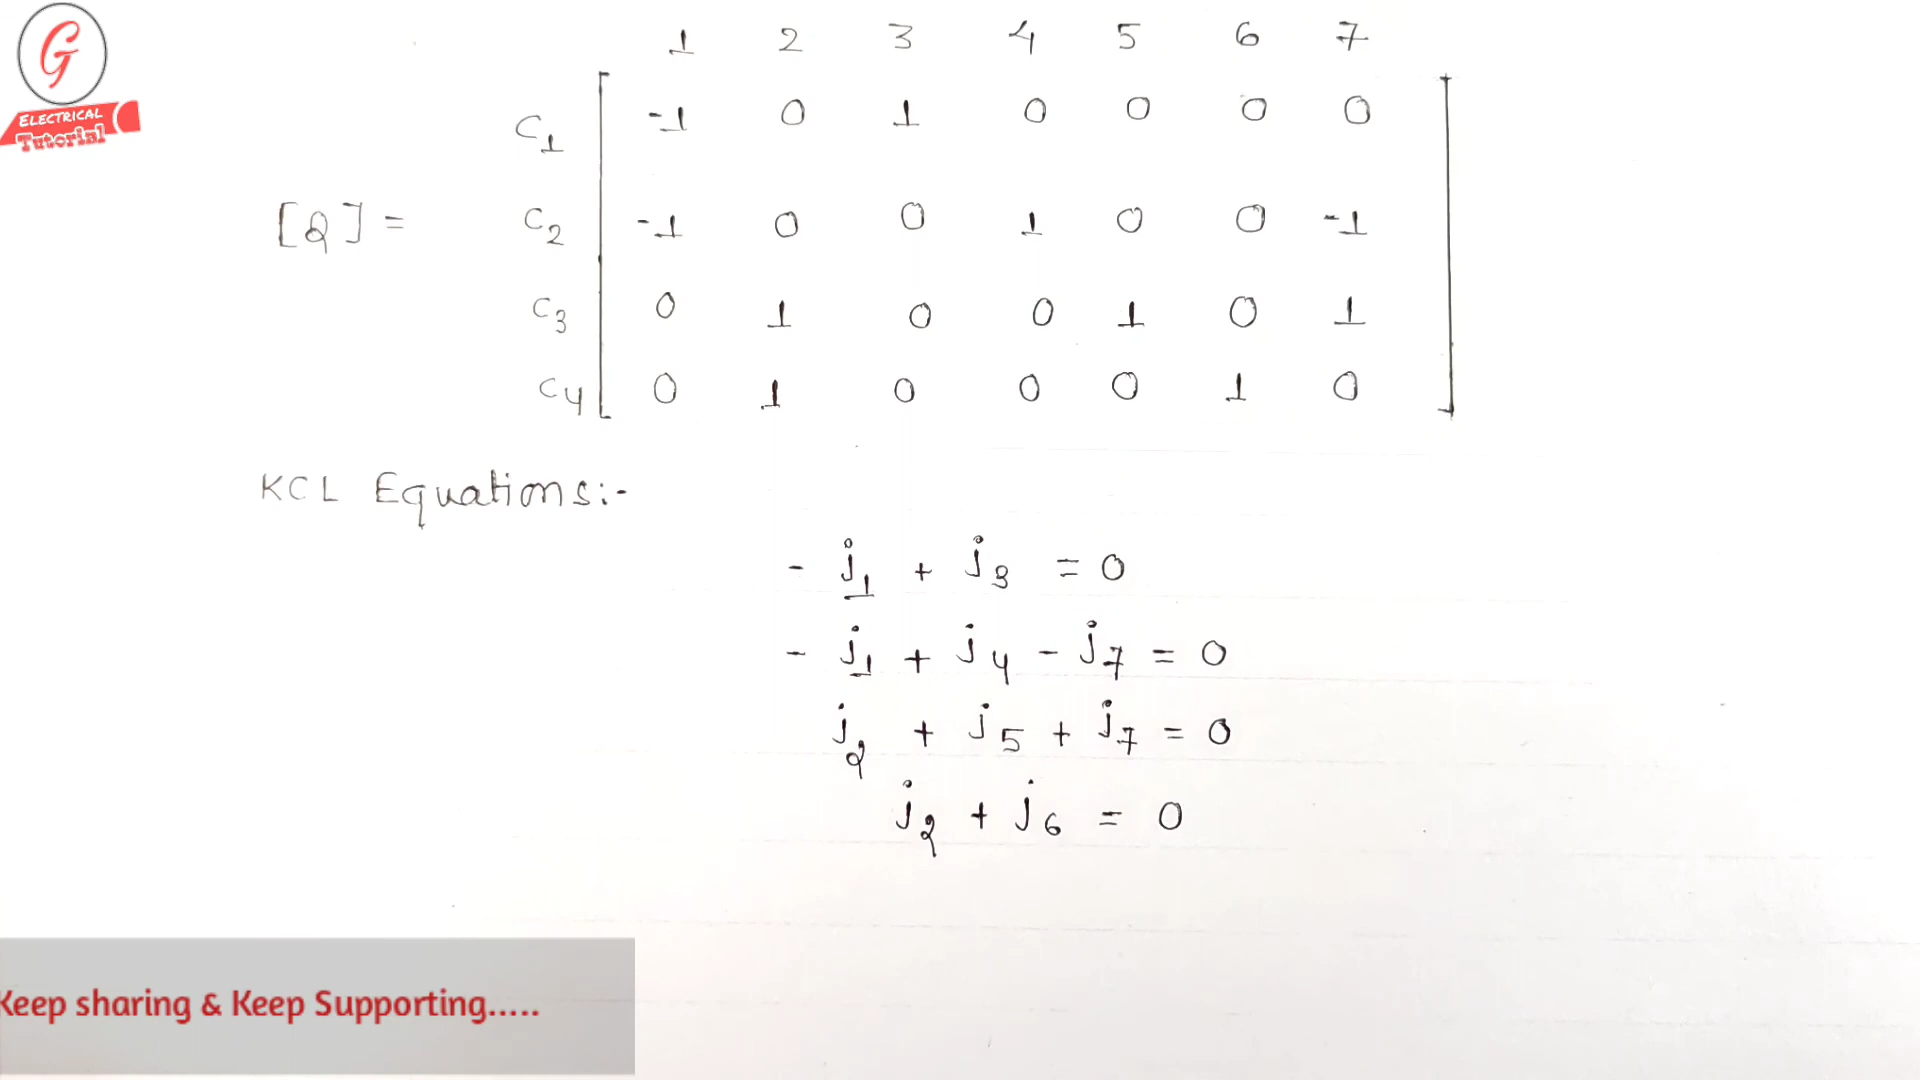 G
ELECTRICAL
Tutorial
1 2 3 4 5 6 7
C1 -1 0 1 0 0 0 0
[Q] = C2 -1 0 0 1 0 0 -1
C3 0 1 0 0 1 0 1
C4 0 1 0 0 0 1 0
KCL Equations:-
- j1 + j3 = 0
- j1 + j4 - j7 = 0
j2 + j5 + j7 = 0
j2 + j6 = 0
Keep sharing & Keep Supporting.....